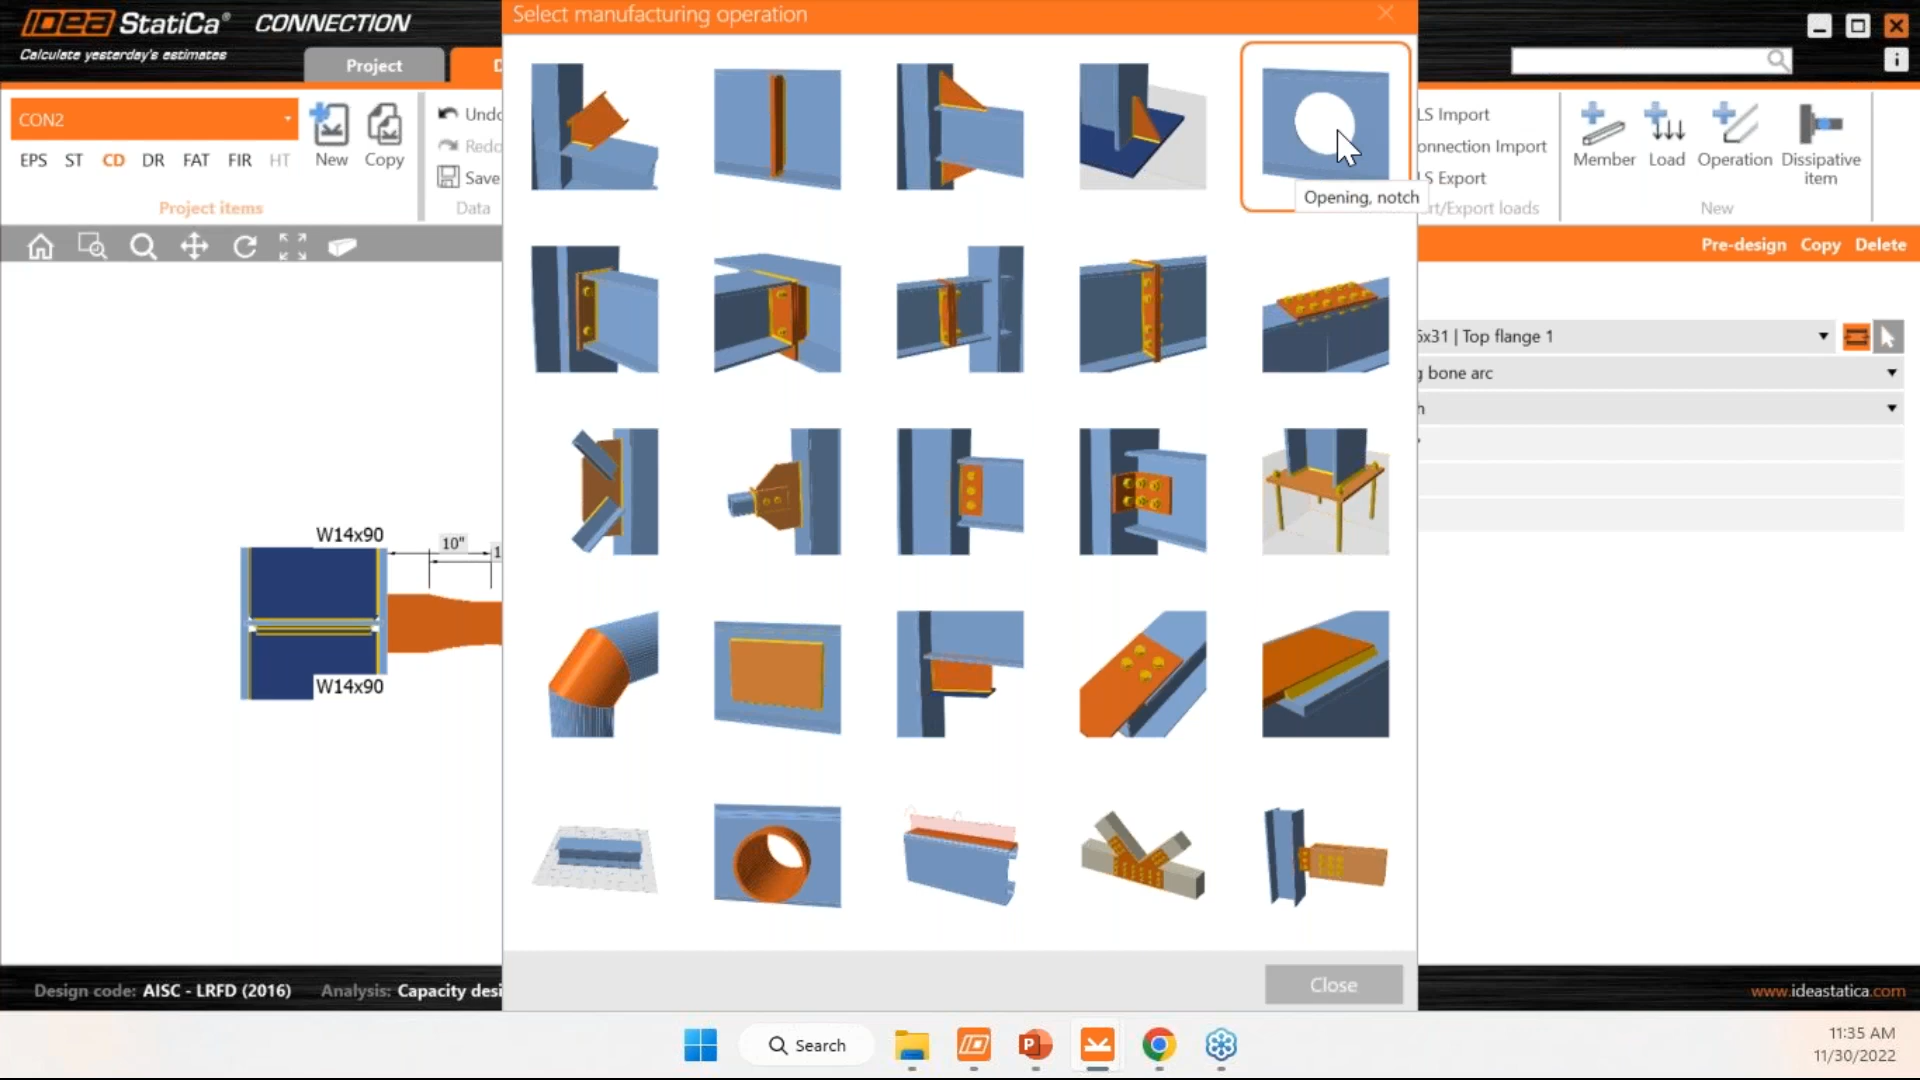 IDEA StatiCa® CONNECTION
Calculate yesterday's estimates
Project
D
Select manufacturing operation
CON2
EPS ST CD DR FAT FIR HT
New
Copy
Project items
Undo
Redo
Save
Data
Opening, notch
LS Import
onnection Import
LS Export
rt/Export loads
Member
Load
Operation
Dissipative
item
New
Pre-design Copy Delete
5x31 | Top flange 1
g bone arc
h
W14x90
10"
1
W14x90
Close
Design code: AISC - LRFD (2016) Analysis: Capacity desi
www.ideastatica.com
Search
11:35 AM
11/30/2022